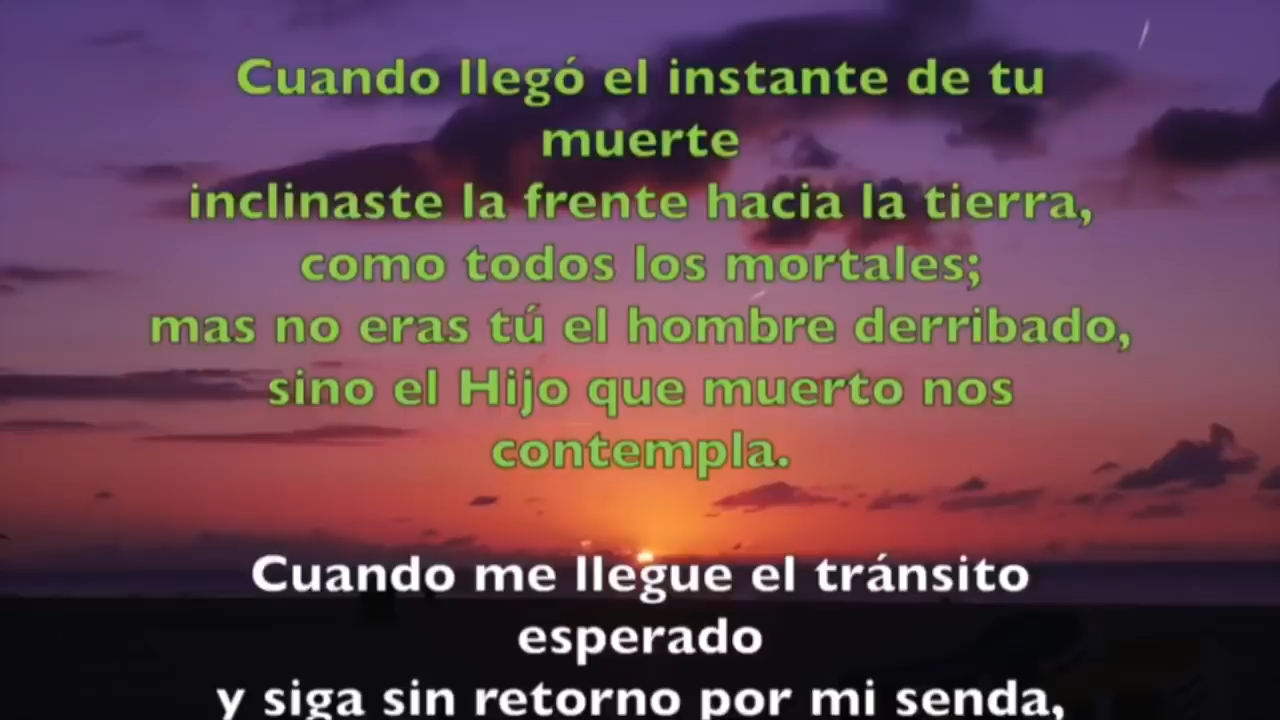 Cuando llegó el instante de tu
muerte
inclinaste la frente hacia la tierra,
como todos los mortales;
mas no eras tú el hombre derribado,
sino el Hijo que muerto nos
contempla.
Cuando me llegue el tránsito
esperado
y siga sin retorno por mi senda,